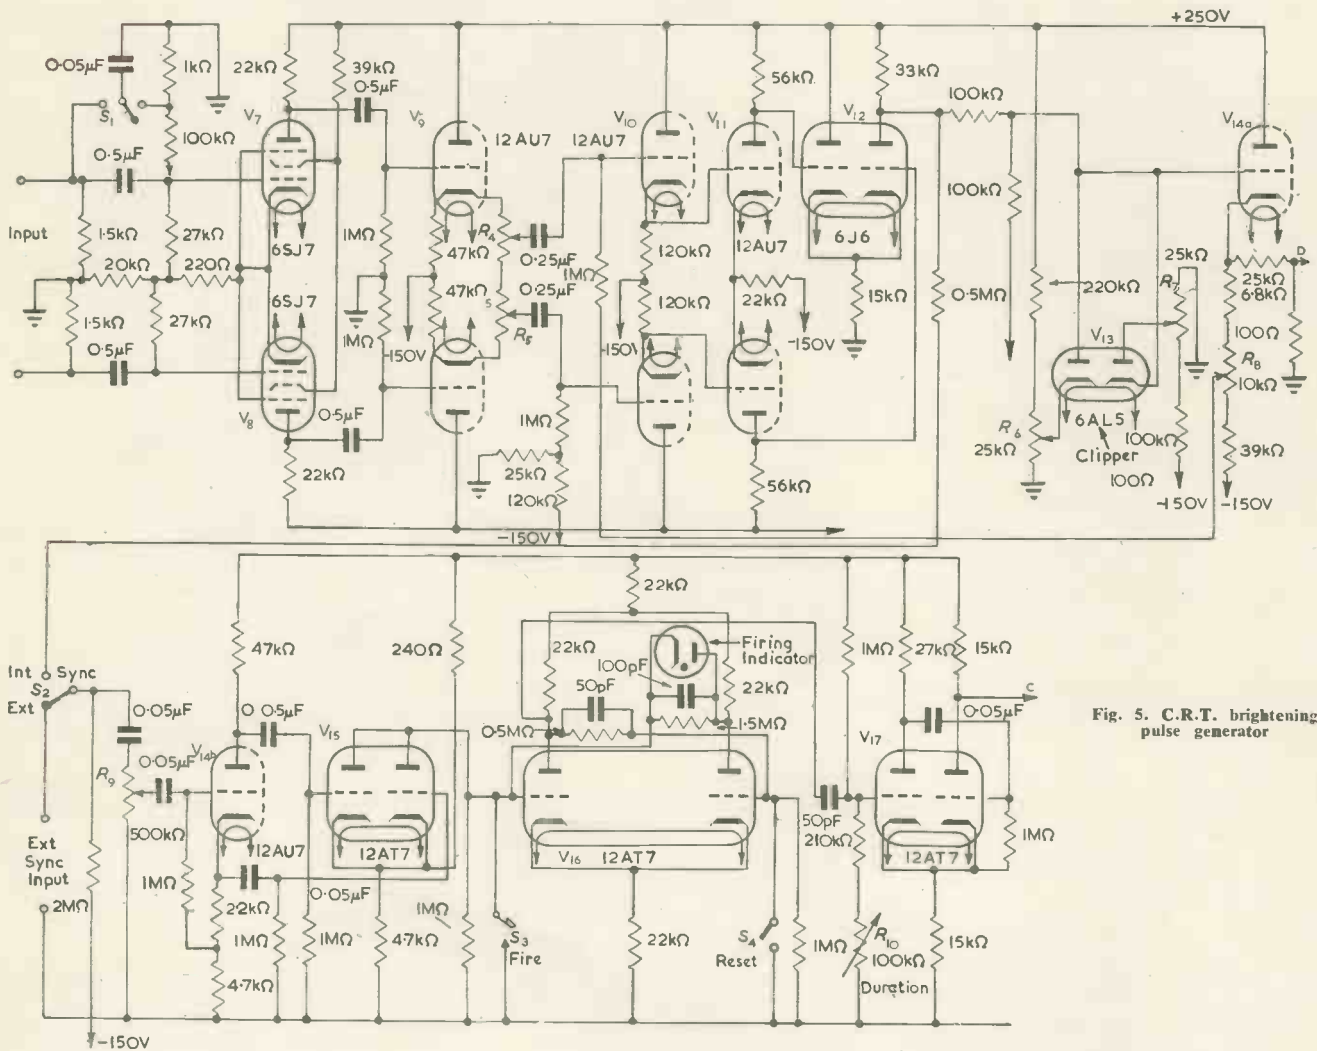 +250V
0·05µF
1kΩ
22kΩ
39kΩ
0·5µF
56kΩ
33kΩ
S1
100kΩ
V7
V9
12AU7
12AU7
V10
V11
V12
100kΩ
V14a
0·5µF
100kΩ
Input
1·5kΩ
27kΩ
6SJ7
1MΩ
47kΩ
R4
0·25µF
120kΩ
12AU7
6J6
25kΩ
D
20kΩ
220Ω
1MΩ
0·5MΩ
220kΩ
R7
25kΩ
6·8kΩ
6SJ7
47kΩ
0·25µF
120kΩ
22kΩ
15kΩ
1·5kΩ
27kΩ
1MΩ
-150V
R5
-150V
-150V
V13
100Ω
R8
10kΩ
0·5µF
V8
0·5µF
1MΩ
6AL5
Clipper
R6
25kΩ
100kΩ
100Ω
39kΩ
22kΩ
25kΩ
120kΩ
56kΩ
-150V
-150V
-150V
22kΩ
47kΩ
240Ω
22kΩ
Firing
Indicator
100pF
50pF
22kΩ
1MΩ
27kΩ
15kΩ
Int
S2
Sync
Ext
0·05µF
0·5MΩ
1·5MΩ
C
0 0 5µF
V15
V17
0·05µF
R9
0·05µF
V14b
Fig. 5. C.R.T. brightening
pulse generator
500kΩ
12AU7
12AT7
V16
12AT7
50pF
210kΩ
12AT7
1MΩ
Ext
Sync
Input
2MΩ
1MΩ
0·05µF
2·2kΩ
1MΩ
1MΩ
4·7kΩ
1MΩ
S3
Fire
22kΩ
S4
Reset
1MΩ
R10
100kΩ
Duration
15kΩ
4·7kΩ
-150V